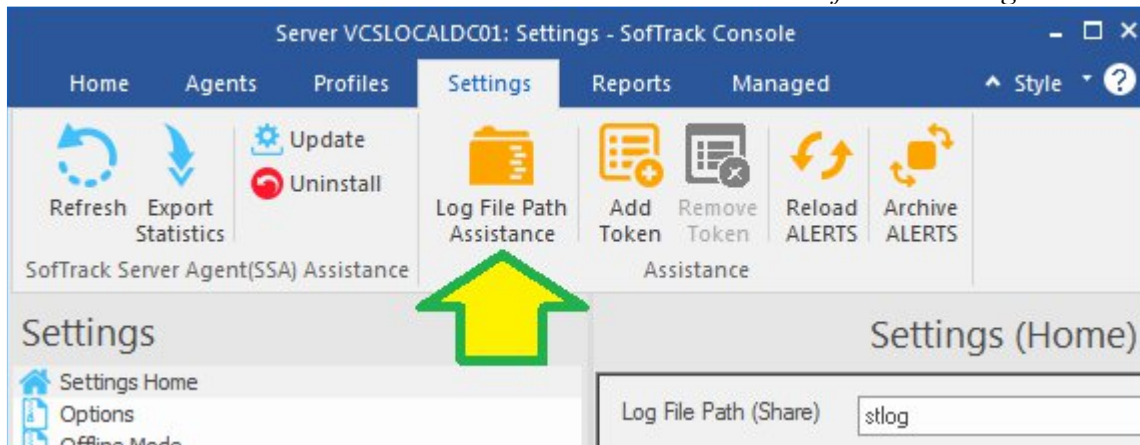 Server VCSLOCALDC01: Settings - SofTrack Console
Home Agents Profiles Settings Reports Managed Style
Update
Uninstall
Refresh Export Statistics
Log File Path Assistance
Add Token
Remove Token
Reload ALERTS
Archive ALERTS
SofTrack Server Agent(SSA) Assistance
Assistance
Settings
Settings (Home)
Settings Home
Options
Offline Mode
Log File Path (Share) stlog